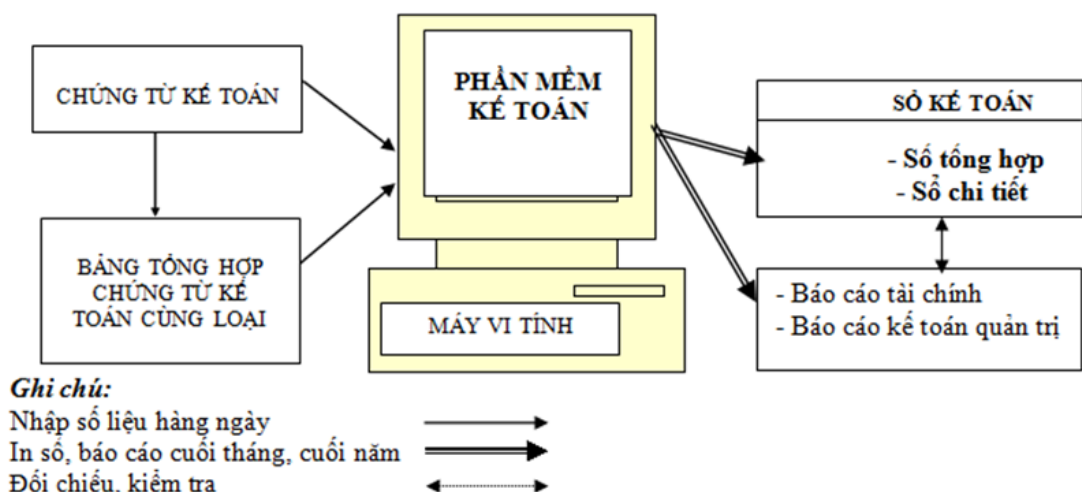 CHỨNG TỪ KẾ TOÁN
BẢNG TỔNG HỢP
CHỨNG TỪ KẾ
TOÁN CÙNG LOẠI
PHẦN MỀM
KẾ TOÁN
MÁY VI TÍNH
SỔ KẾ TOÁN
- Số tổng hợp
- Sổ chi tiết
- Báo cáo tài chính
- Báo cáo kế toán quản trị
Ghi chú:
Nhập số liệu hàng ngày
In sổ, báo cáo cuối tháng, cuối năm
Đối chiếu, kiểm tra